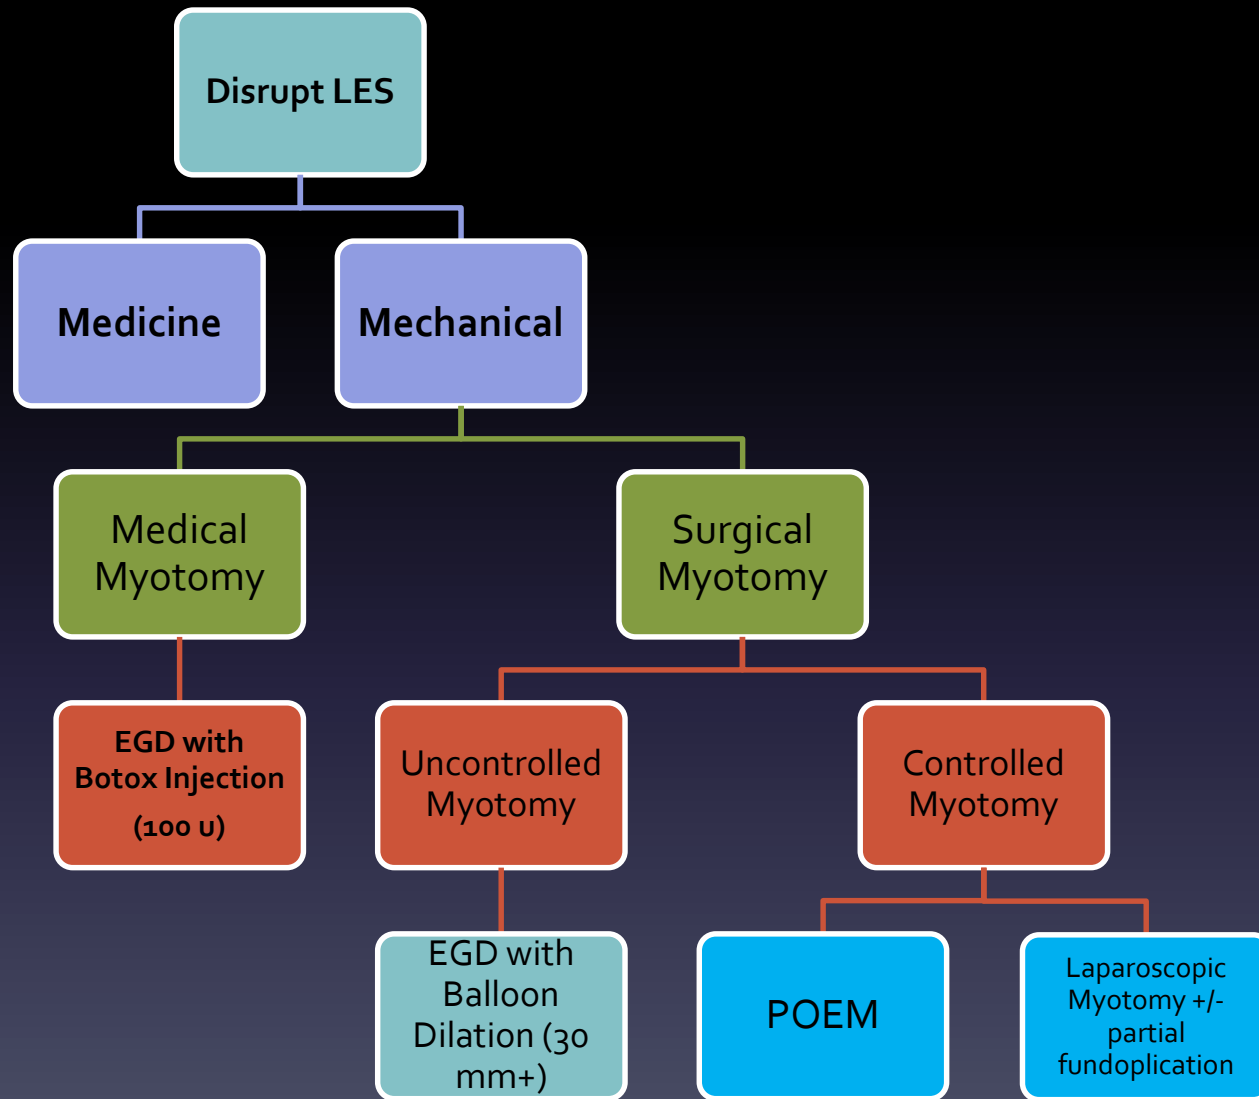 Disrupt LES
Medicine
Mechanical
Medical
Myotomy
Surgical
Myotomy
EGD with
Botox Injection
(100 u)
Uncontrolled
Myotomy
Controlled
Myotomy
EGD with
Balloon
Dilation (30
mm+)
POEM
Laparoscopic
Myotomy +/-
partial
fundoplication